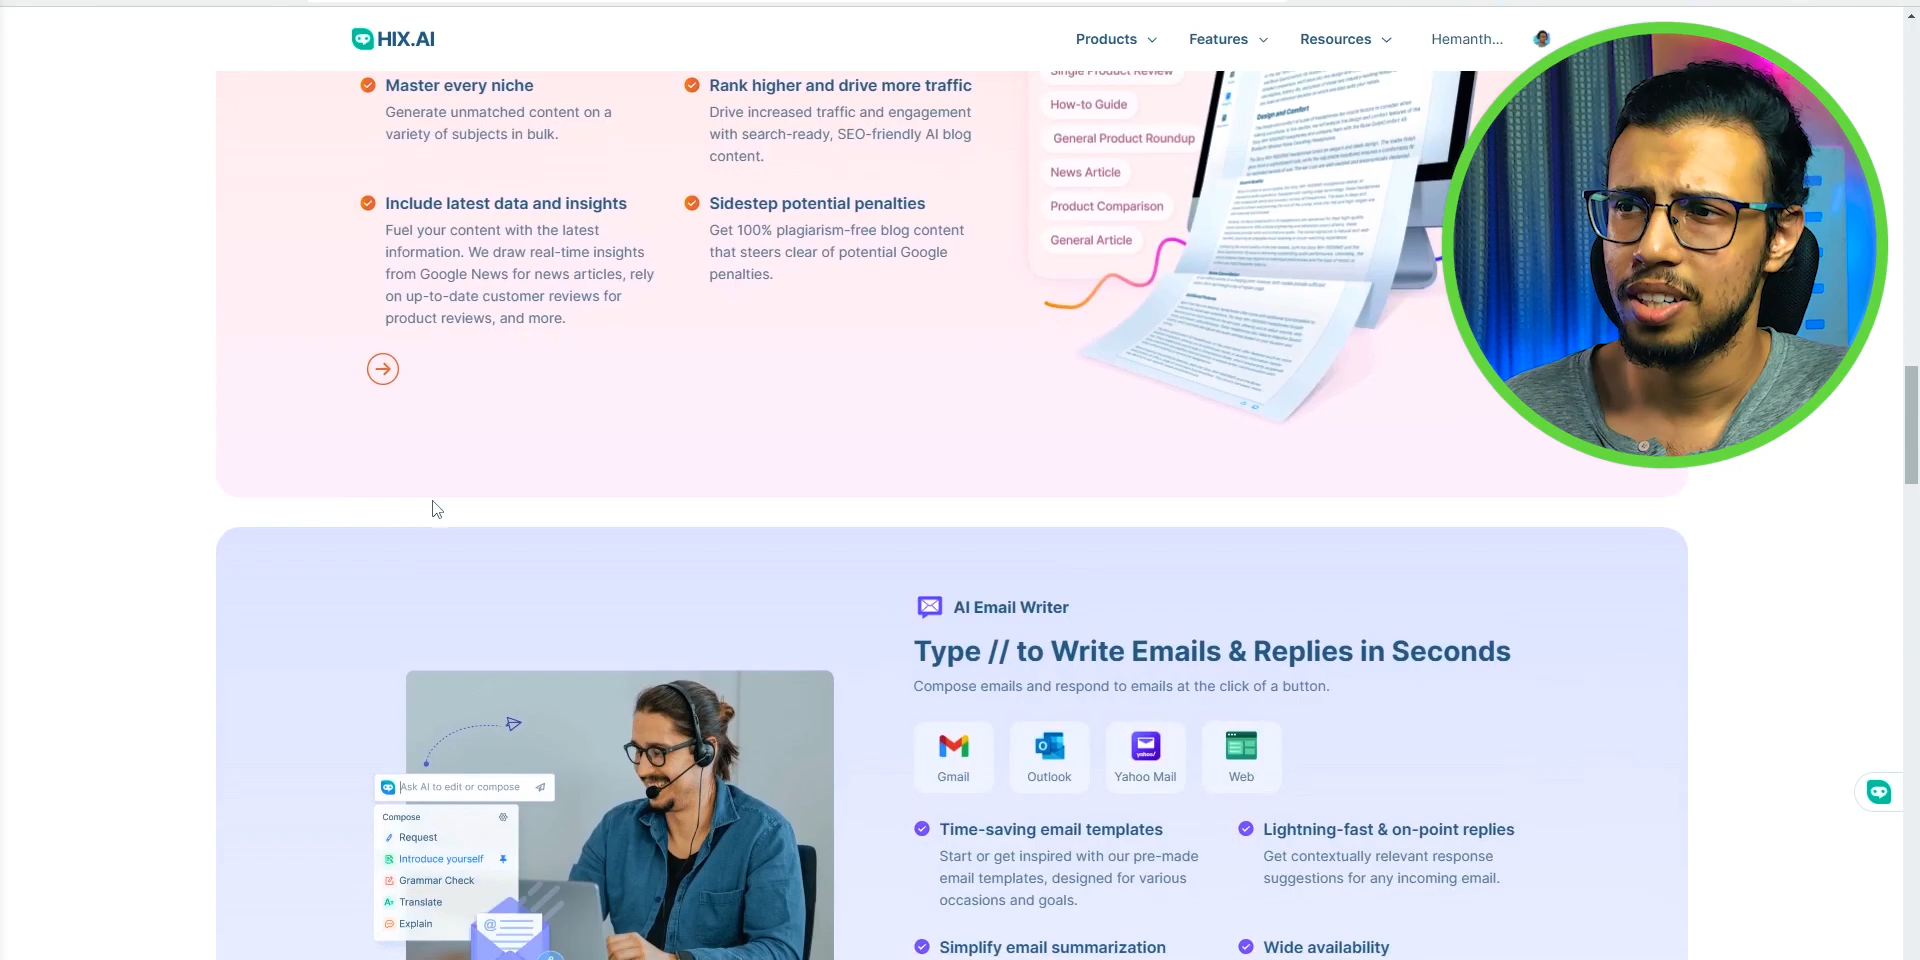 HIX.AI
Products
Features
Resources
Hemanth...
Master every niche
Generate unmatched content on a
variety of subjects in bulk.
Rank higher and drive more traffic
Drive increased traffic and engagement
with search-ready, SEO-friendly AI blog
content.
Include latest data and insights
Fuel your content with the latest
information. We draw real-time insights
from Google News for news articles, rely
on up-to-date customer reviews for
product reviews, and more.
Sidestep potential penalties
Get 100% plagiarism-free blog content
that steers clear of potential Google
penalties.
Single Product Review
How-to Guide
General Product Roundup
News Article
Product Comparison
General Article
Design and Comfort
AI Email Writer
Type // to Write Emails & Replies in Seconds
Compose emails and respond to emails at the click of a button.
Gmail
Outlook
yahoo!
Yahoo Mail
Web
Time-saving email templates
Start or get inspired with our pre-made
email templates, designed for various
occasions and goals.
Lightning-fast & on-point replies
Get contextually relevant response
suggestions for any incoming email.
Simplify email summarization
Wide availability
Ask AI to edit or compose
Compose
Request
Introduce yourself
Grammar Check
Translate
Explain